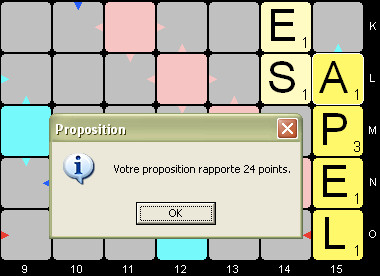 E1 K
S1 A1 L
Proposition P3 M
Votre proposition rapporte 24 points. E1 N
OK L1 O
9 10 11 12 13 14 15